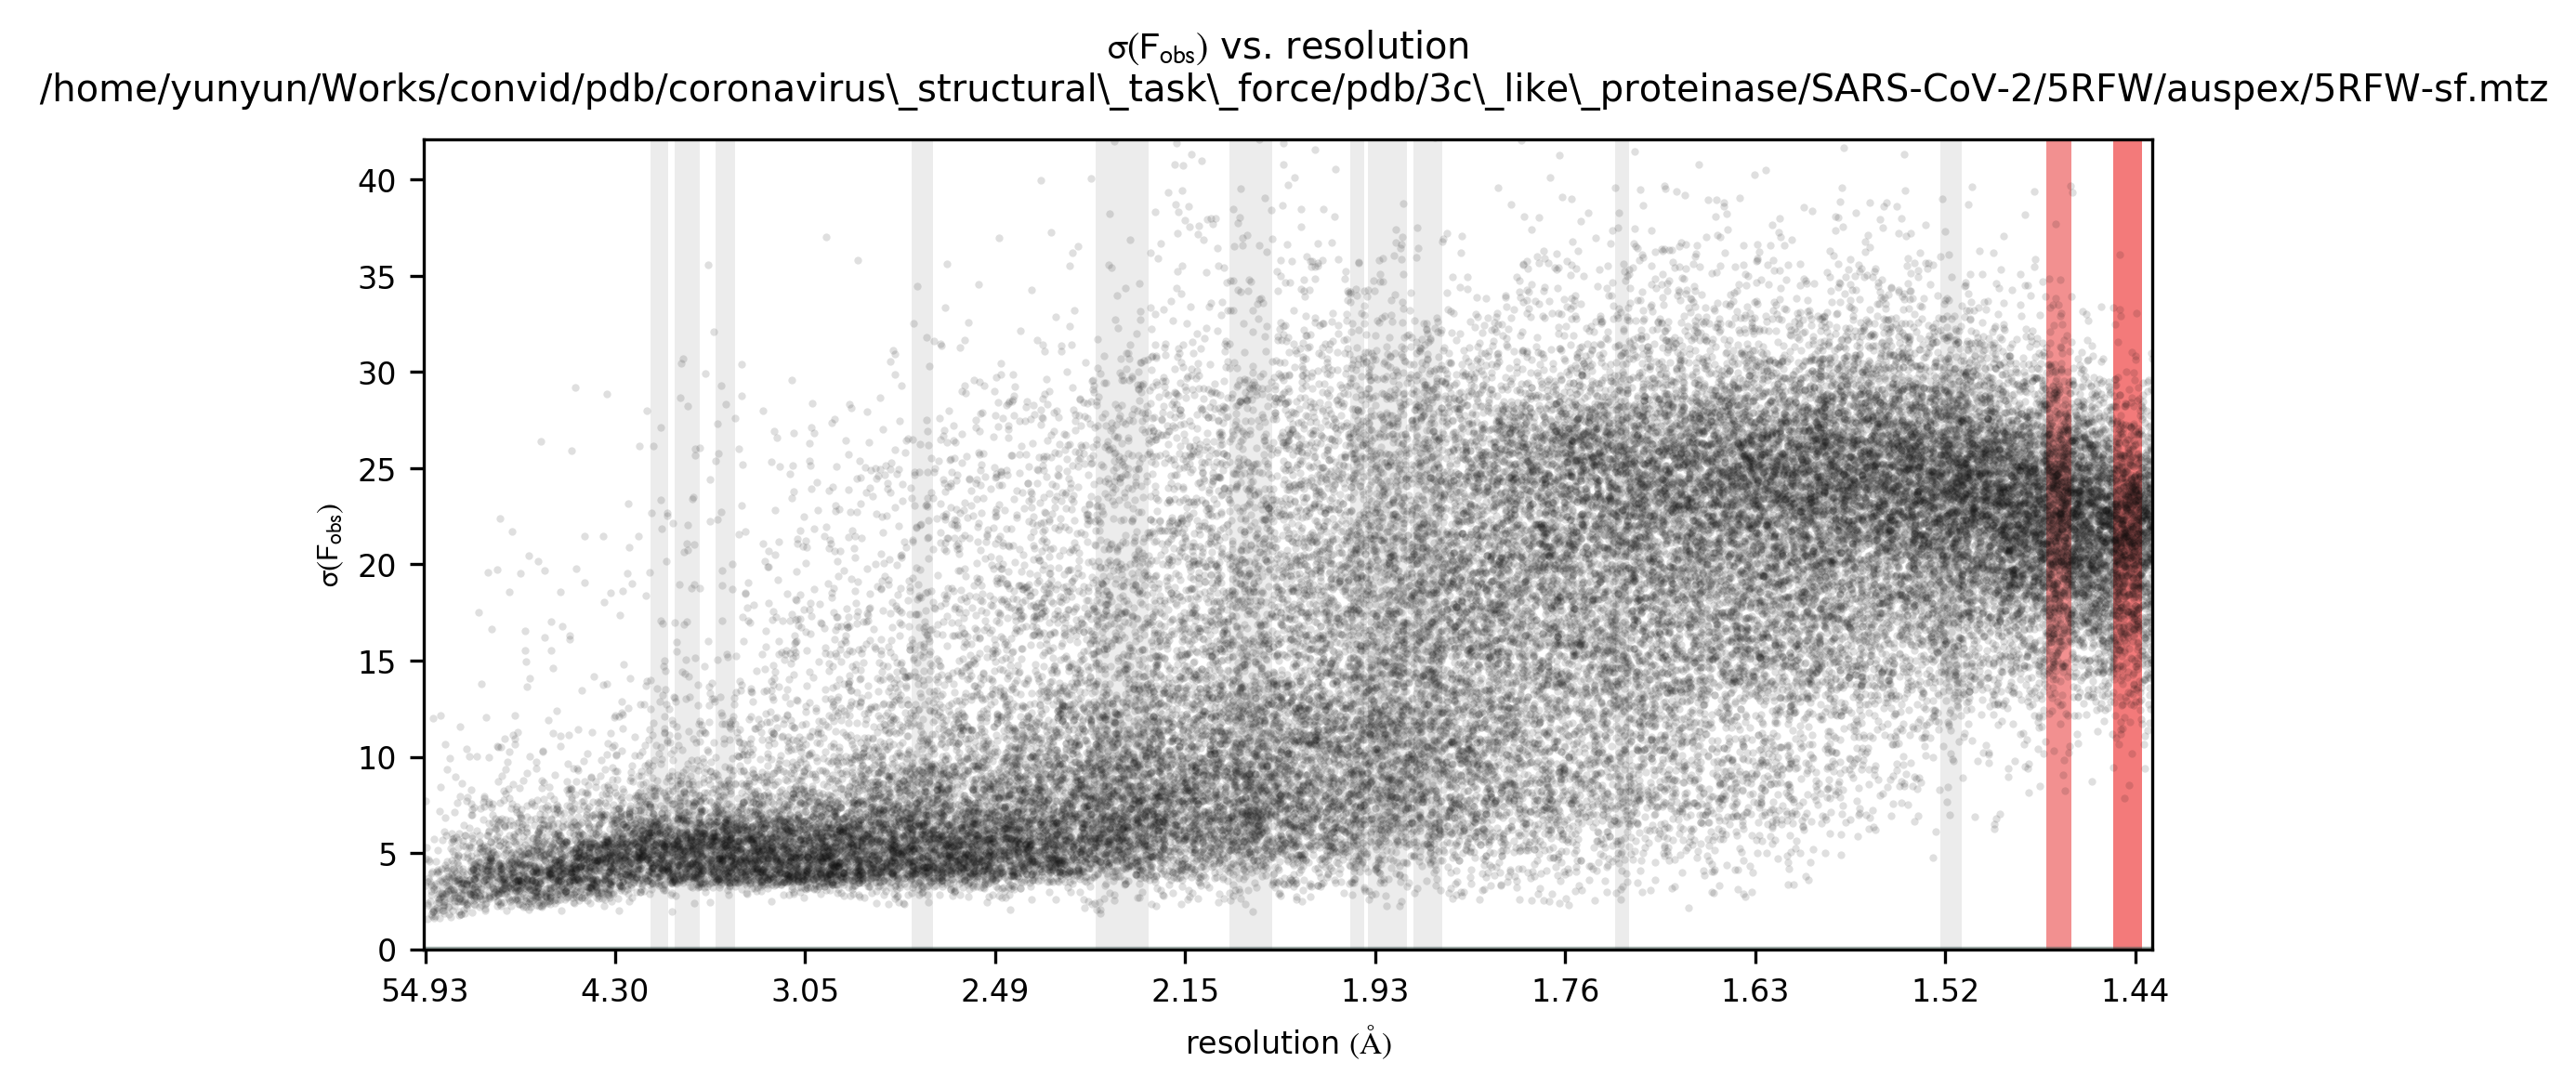 σ(Fobs) vs. resolution
/home/yunyun/Works/convid/pdb/coronavirus\_structural\_task\_force/pdb/3c\_like\_proteinase/SARS-CoV-2/5RFW/auspex/5RFW-sf.mtz
40
35
30
25
20
15
10
5
0
σ(Fobs)
54.93 4.30 3.05 2.49 2.15 1.93 1.76 1.63 1.52 1.44
resolution (Å)